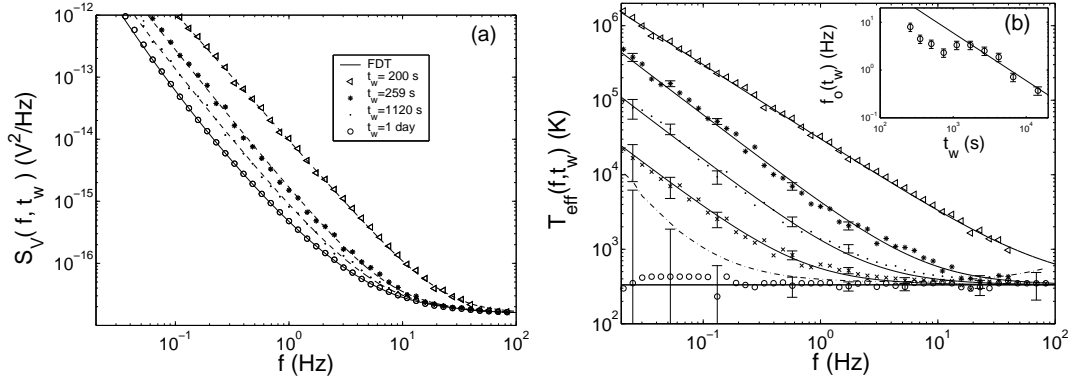 (a)
S_V( f, t_w ) (V^2/Hz)
10^-12
10^-13
10^-14
10^-15
10^-16
10^-1 10^0 10^1 10^2
f (Hz)
FDT
t_w= 200 s
t_w= 259 s
t_w=1120 s
t_w=1 day
(b)
T_eff(f,t_w) (K)
10^6
10^5
10^4
10^3
10^2
10^-1 10^0 10^1 10^2
f (Hz)
f_o(t_w) (Hz)
10^1
10^0
10^-1
10^2 10^3 10^4
t_w (s)